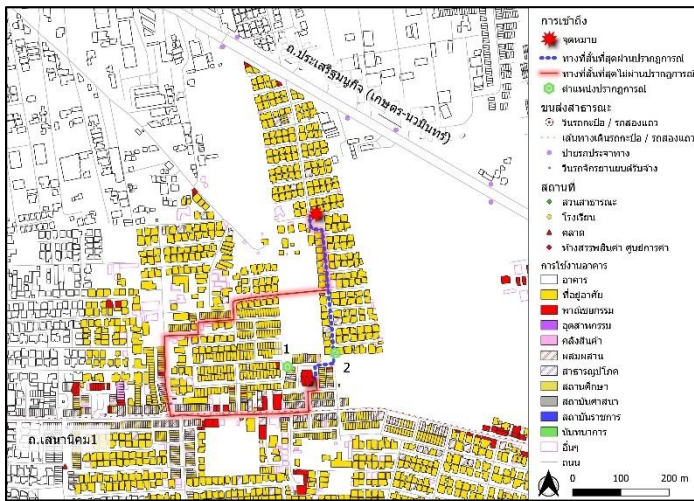 ถ.ประเสริฐมนูกิจ (เกษตร-นวมินทร์)
1
2
ถ.เสนานิคม1
การเข้าถึง
จุดหมาย
ทางที่สั้นที่สุดผ่านปรากฏการณ์
ทางที่สั้นที่สุดไม่ผ่านปรากฏการณ์
ตำแหน่งปรากฏการณ์
ขนส่งสาธารณะ
วินรถกะป๊อ / รถสองแถว
เส้นทางเดินรถกะป๊อ / รถสองแถว
ป้ายรถประจำทาง
วินรถจักรยานยนต์รับจ้าง
สถานที่
สวนสาธารณะ
โรงเรียน
ตลาด
ห้างสรรพสินค้า ศูนย์การค้า
การใช้งานอาคาร
อาคาร
ที่อยู่อาศัย
พาณิชยกรรม
อุตสาหกรรม
คลังสินค้า
ผสมผสาน
สาธารณูปโภค
สถานศึกษา
สถาบันศาสนา
สถาบันราชการ
นันทนาการ
อื่นๆ
ถนน
0 100 200 m